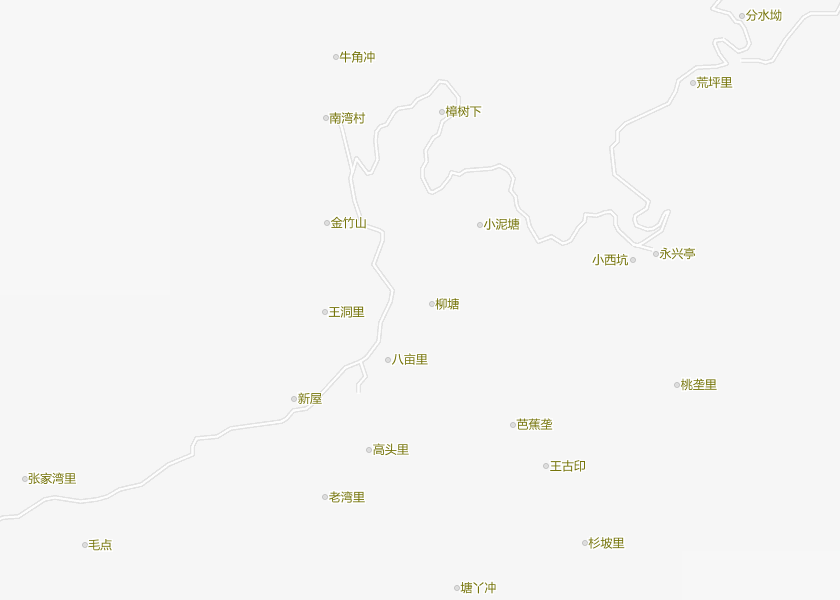 分水坳
牛角冲
荒坪里
樟树下
南湾村
金竹山
小泥塘
永兴亭
小西坑
柳塘
王洞里
八亩里
桃垄里
新屋
芭蕉垄
高头里
王古印
张家湾里
老湾里
杉坡里
毛点
塘丫冲